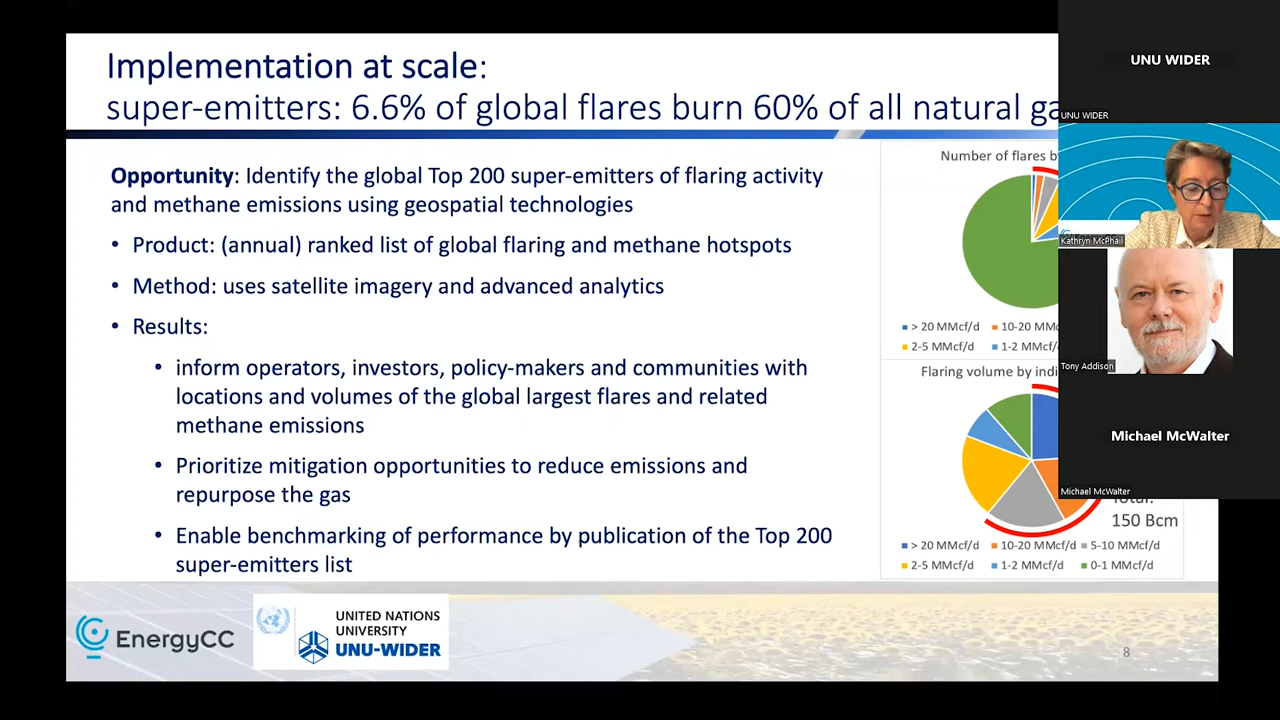 Implementation at scale:
super-emitters: 6.6% of global flares burn 60% of all natural
Opportunity: Identify the global Top 200 super-emitters of flaring activity
and methane emissions using geospatial technologies
• Product: (annual) ranked list of global flaring and methane hotspots
• Method: uses satellite imagery and advanced analytics
• Results:
• inform operators, investors, policy-makers and communities with
locations and volumes of the global largest flares and related
methane emissions
• Prioritize mitigation opportunities to reduce emissions and
repurpose the gas
• Enable benchmarking of performance by publication of the Top 200
super-emitters list
Number of flares
> 20 MMcf/d 10-20
2-5 MMcf/d 1-2
Flaring volume by
Total:
150 Bcm
> 20 MMcf/d 10-20 MMcf/d 5-10 MMcf/d
2-5 MMcf/d 1-2 MMcf/d 0-1 MMcf/d
EnergyCC
UNITED NATIONS
UNIVERSITY
UNU-WIDER
8
UNU WIDER
UNU WIDER
Kathryn McPhail
Tony Addison
Michael McWalter
Michael McWalter